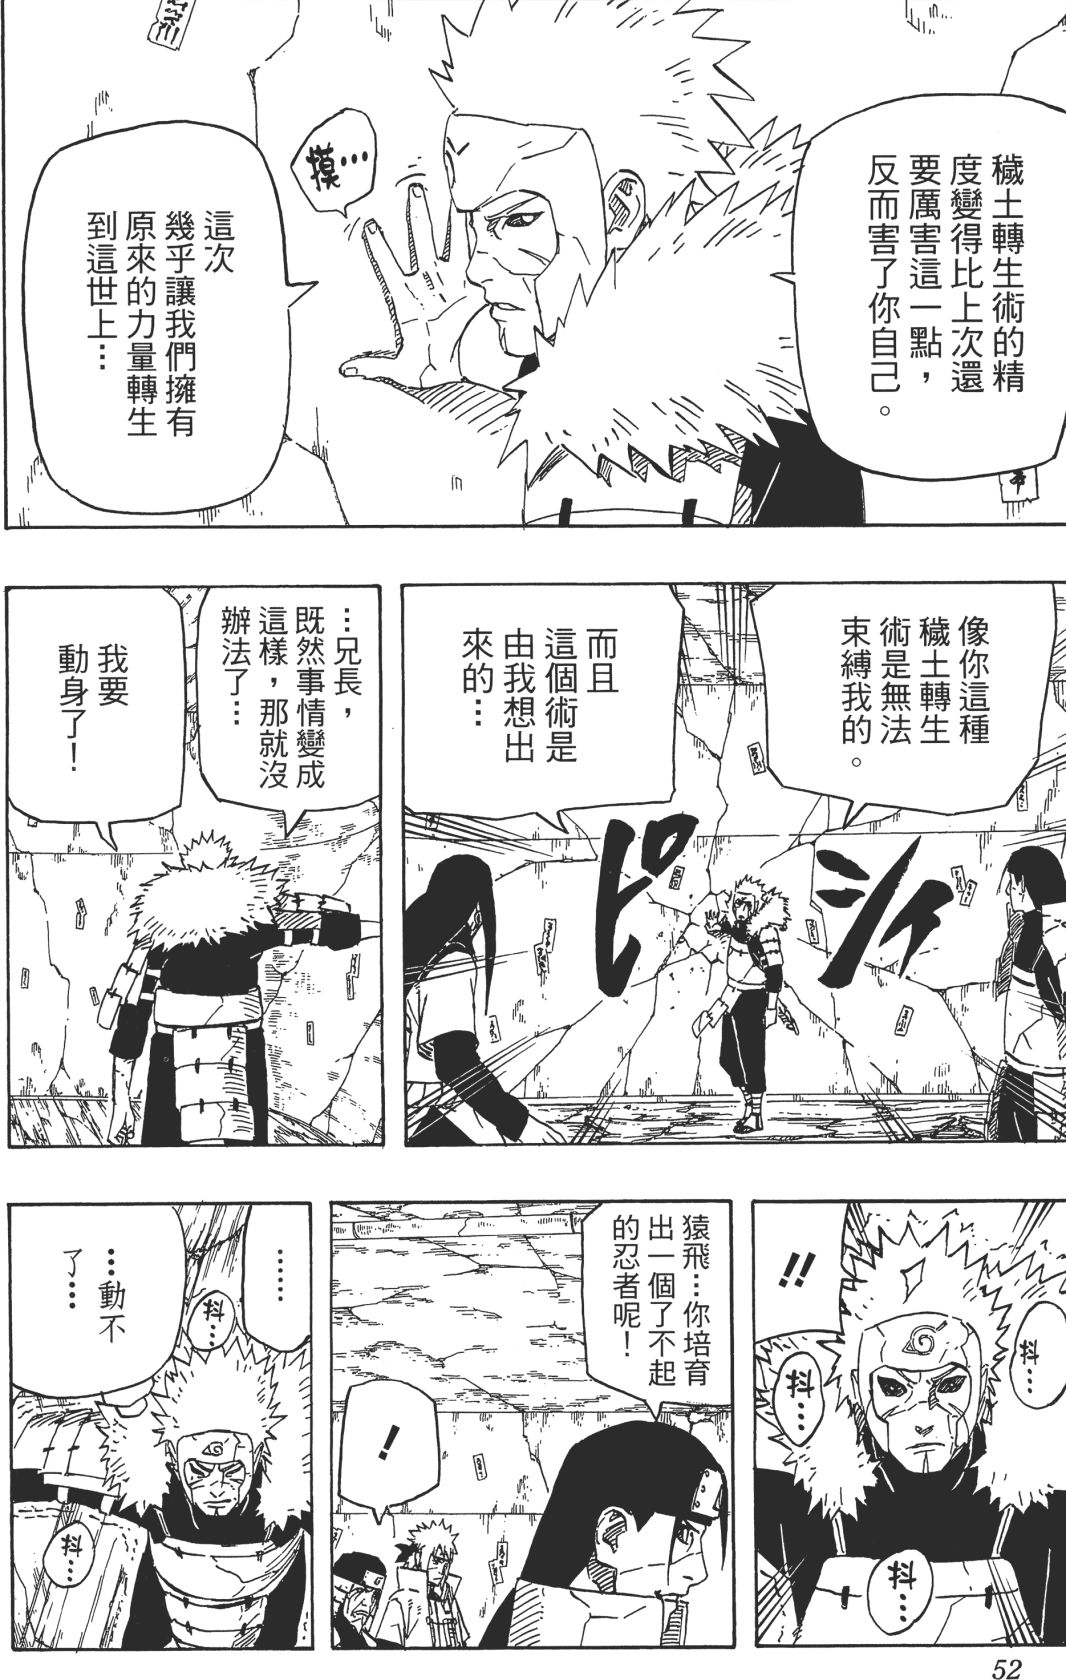 穢土轉生術的精
度變得比上次還
要厲害這一點，
反而害了你自己。
摸…
這次
幾乎讓我們擁有
原來的力量轉生
到這世上…
像你這種
穢土轉生
術是無法
束縛我的。
而且
這個術是
由我想出
來的…
ピシィ
…兄長，
既然事情變成
這樣，那就沒
辦法了…
我要
動身了！
!!
抖…
抖…
抖…
猿飛…你培育
出一個了不起
的忍者呢！
！
……
…動不
了…
抖…
抖…
52